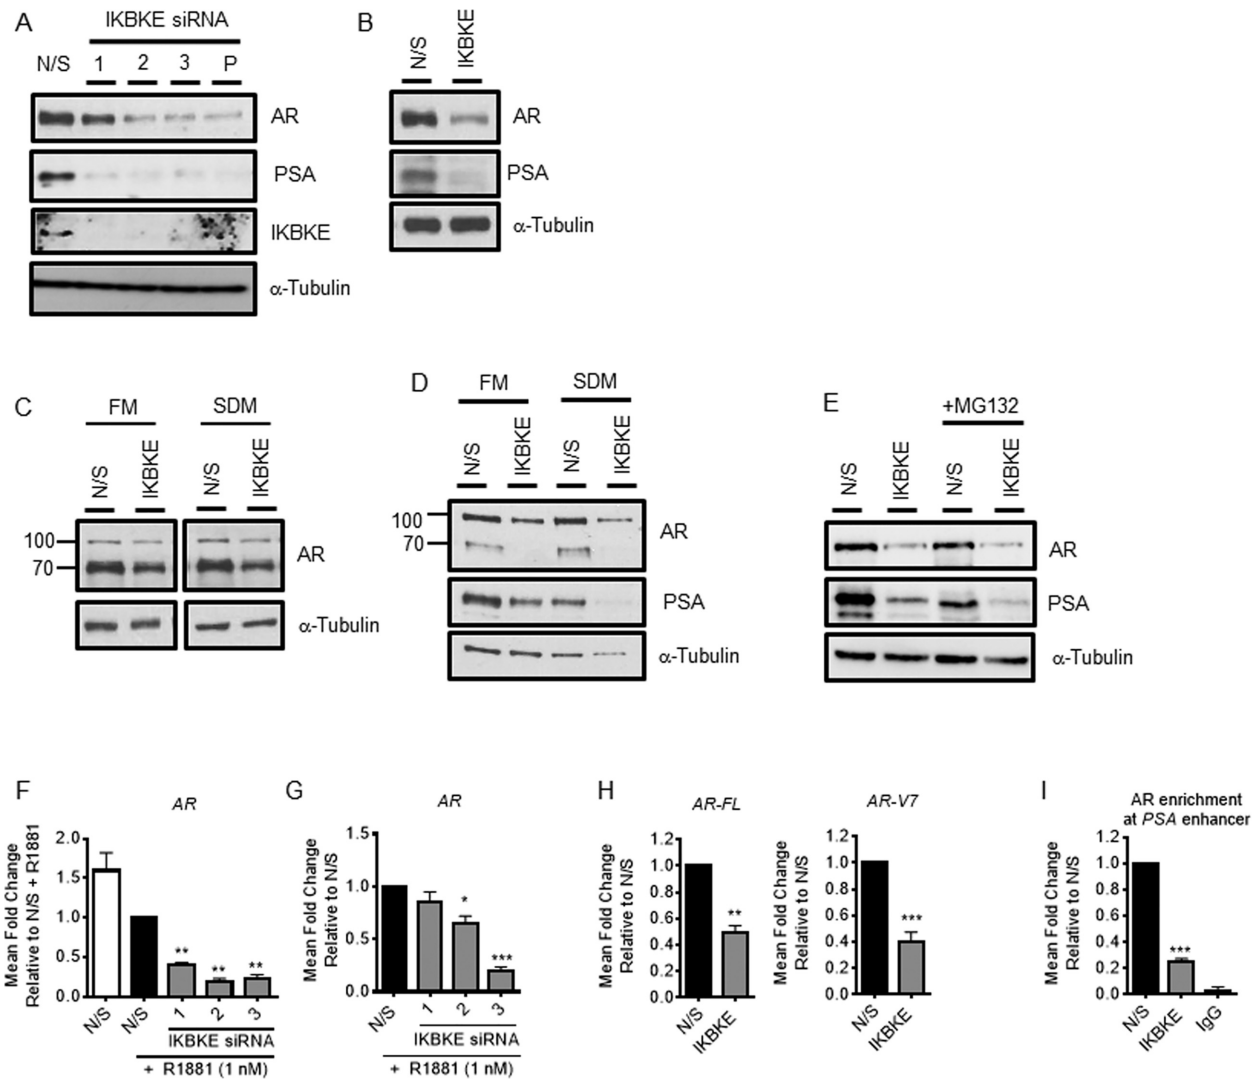 A
IKBKE siRNA
N/S 1 2 3 P
AR
PSA
IKBKE
α-Tubulin
B
N/S IKBKE
AR
PSA
α-Tubulin
C
FM SDM
N/S IKBKE N/S IKBKE
100
70
AR
α-Tubulin
D
FM SDM
N/S IKBKE N/S IKBKE
100
70
AR
PSA
α-Tubulin
E
+MG132
N/S IKBKE N/S IKBKE
AR
PSA
α-Tubulin
F
AR
Mean Fold Change
Relative to N/S + R1881
2.0
1.5
1.0
0.5
0.0
** ** **
N/S N/S 1 2 3
IKBKE siRNA
+ R1881 (1 nM)
G
AR
Mean Fold Change
Relative to N/S
1.5
1.0
0.5
0.0
* ***
N/S 1 2 3
IKBKE siRNA
+ R1881 (1 nM)
H
AR-FL
Mean Fold Change
Relative to N/S
1.2
1.0
0.8
0.6
0.4
0.2
0.0
**
N/S IKBKE
AR-V7
Mean Fold Change
Relative to N/S
1.2
1.0
0.8
0.6
0.4
0.2
0.0
***
N/S IKBKE
I
AR enrichment
at PSA enhancer
Mean Fold Change
Relative to N/S
1.2
1.0
0.8
0.6
0.4
0.2
0.0
***
N/S IKBKE IgG